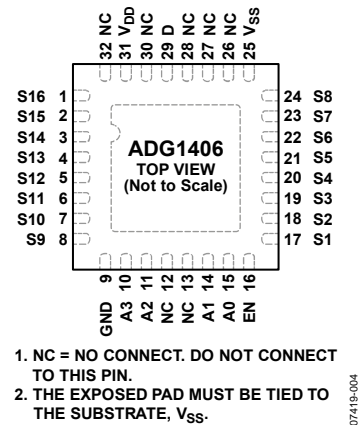 32 NC
31 VDD
30 NC
29 D
28 NC
27 NC
26 NC
25 VSS
S16 1
S15 2
S14 3
S13 4
S12 5
S11 6
S10 7
S9 8
ADG1406
TOP VIEW
(Not to Scale)
24 S8
23 S7
22 S6
21 S5
20 S4
19 S3
18 S2
17 S1
GND 9
A3 10
A2 11
NC 12
NC 13
A1 14
A0 15
EN 16
1. NC = NO CONNECT. DO NOT CONNECT
TO THIS PIN.
2. THE EXPOSED PAD MUST BE TIED TO
THE SUBSTRATE, VSS.
07419-004